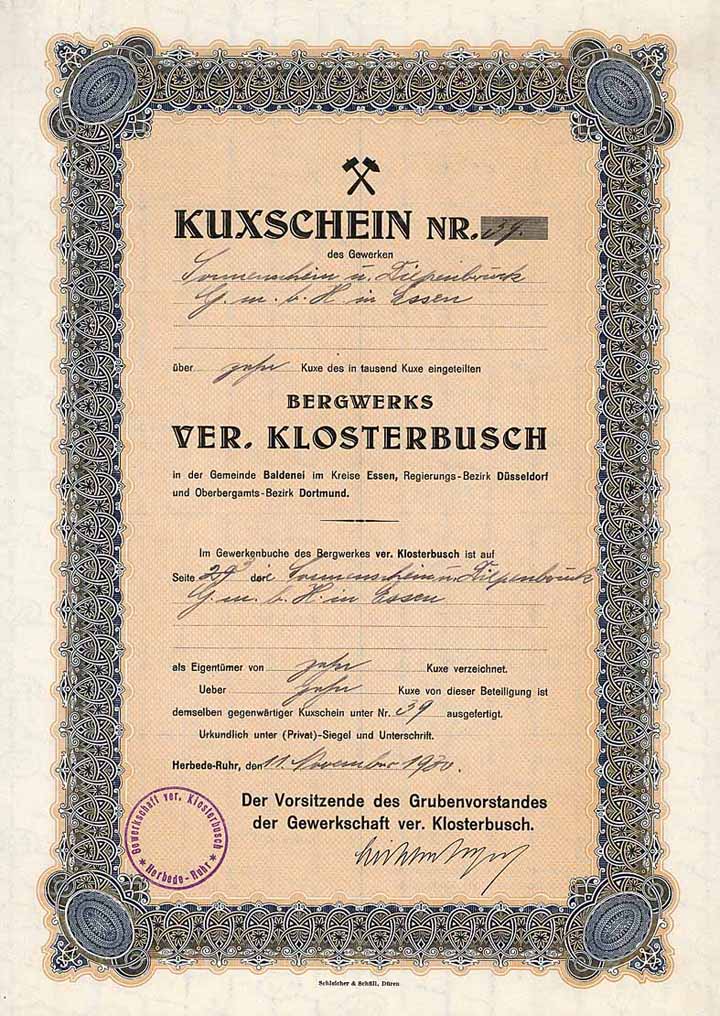 KUXSCHEIN NR. 39.
des Gewerken
Sonnenschein u. Diepenbruck
G. m. b. H. in Essen
über zehn Kuxe des in tausend Kuxe eingeteilten
BERGWERKS
VER. KLOSTERBUSCH
in der Gemeinde Baldenei im Kreise Essen, Regierungs-Bezirk Düsseldorf
und Oberbergamts-Bezirk Dortmund.
Im Gewerkenbuche des Bergwerkes ver. Klosterbusch ist auf
Seite 29 die Sonnenschein u. Diepenbruck
G. m. b. H. in Essen
als Eigentümer von zehn Kuxe verzeichnet.
Ueber zehn Kuxe von dieser Beteiligung ist
demselben gegenwärtiger Kuxschein unter Nr. 39 ausgefertigt.
Urkundlich unter (Privat)-Siegel und Unterschrift.
Herbede-Ruhr, den 11. November 19
Der Vorsitzende des Grubenvorstandes
der Gewerkschaft ver. Klosterbusch.
Gewerkschaft ver. Klosterbusch
* Herbede-Ruhr *
Schleicher & Schüll, Düren